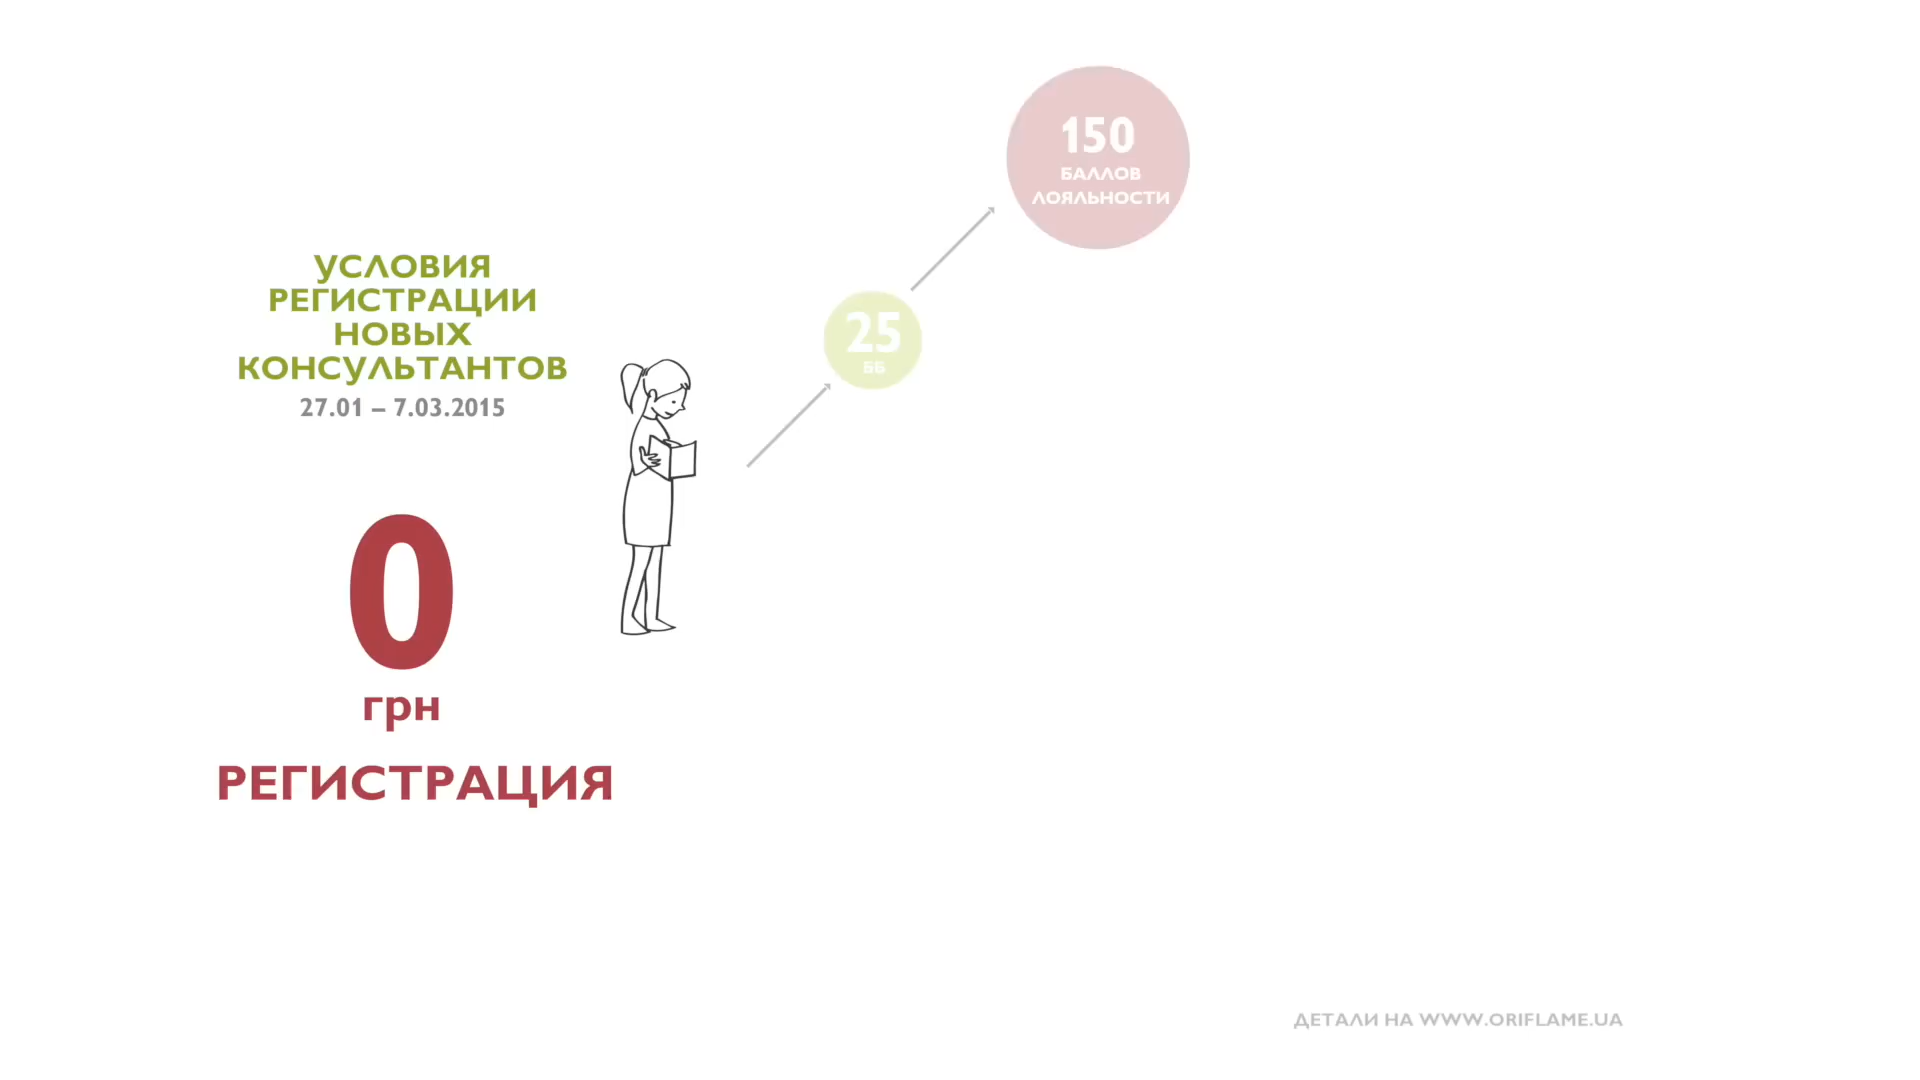 УСЛОВИЯ
РЕГИСТРАЦИИ
НОВЫХ
КОНСУЛЬТАНТОВ
27.01 – 7.03.2015
0
грн
РЕГИСТРАЦИЯ
25
ББ
150
БАЛЛОВ
ЛОЯЛЬНОСТИ
ДЕТАЛИ НА WWW.ORIFLAME.UA